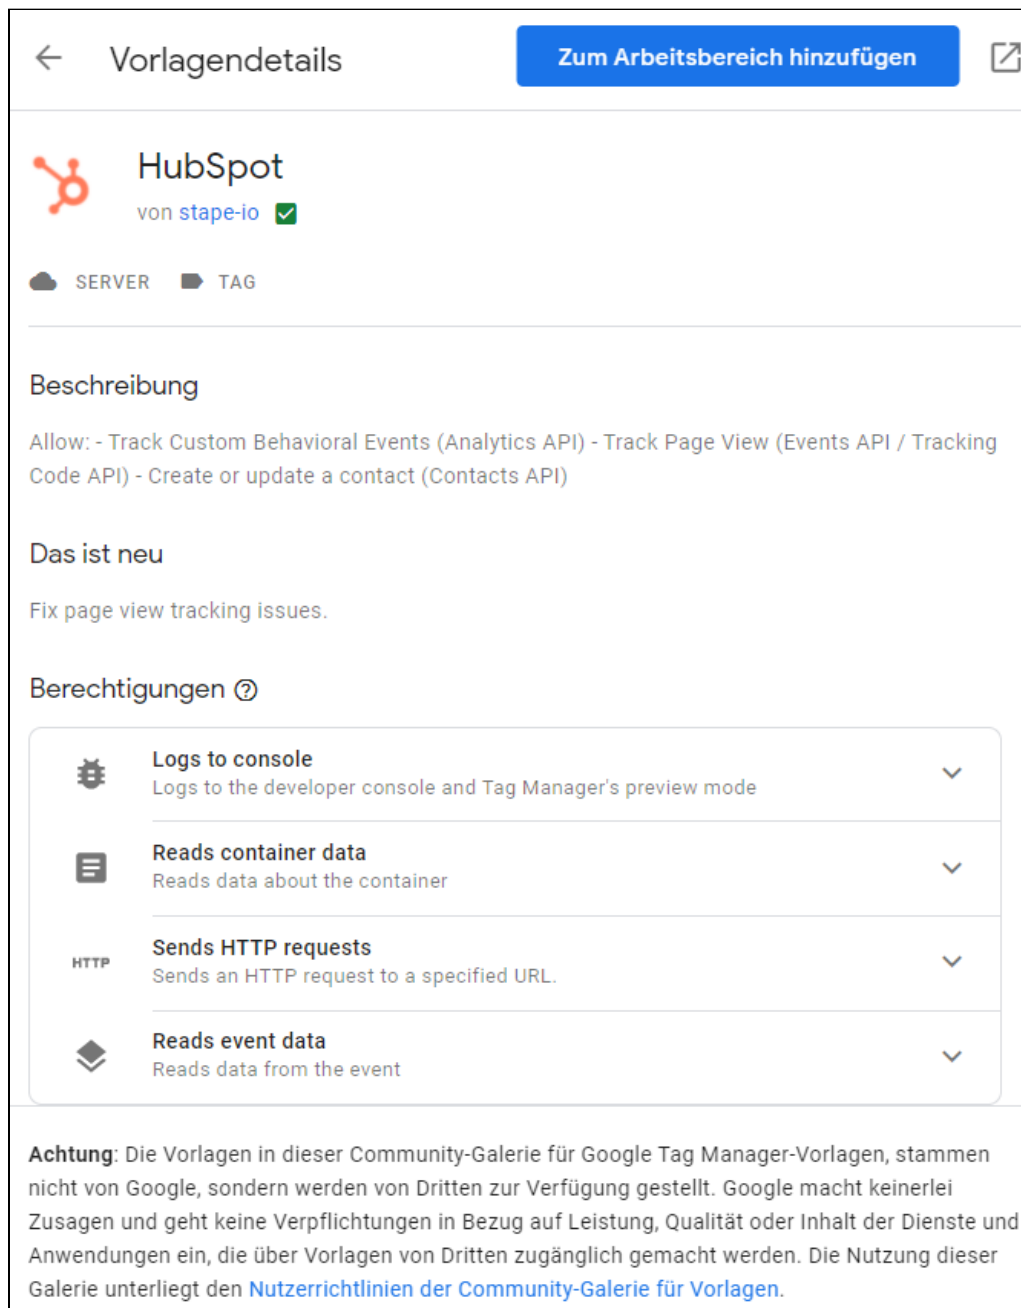 Vorlagendetails
Zum Arbeitsbereich hinzufügen
HubSpot
von stape-io
SERVER TAG
Beschreibung
Allow: - Track Custom Behavioral Events (Analytics API) - Track Page View (Events API / Tracking
Code API) - Create or update a contact (Contacts API)
Das ist neu
Fix page view tracking issues.
Berechtigungen
Logs to console
Logs to the developer console and Tag Manager's preview mode
Reads container data
Reads data about the container
HTTP
Sends HTTP requests
Sends an HTTP request to a specified URL.
Reads event data
Reads data from the event
Achtung: Die Vorlagen in dieser Community-Galerie für Google Tag Manager-Vorlagen, stammen
nicht von Google, sondern werden von Dritten zur Verfügung gestellt. Google macht keinerlei
Zusagen und geht keine Verpflichtungen in Bezug auf Leistung, Qualität oder Inhalt der Dienste und
Anwendungen ein, die über Vorlagen von Dritten zugänglich gemacht werden. Die Nutzung dieser
Galerie unterliegt den Nutzerrichtlinien der Community-Galerie für Vorlagen.